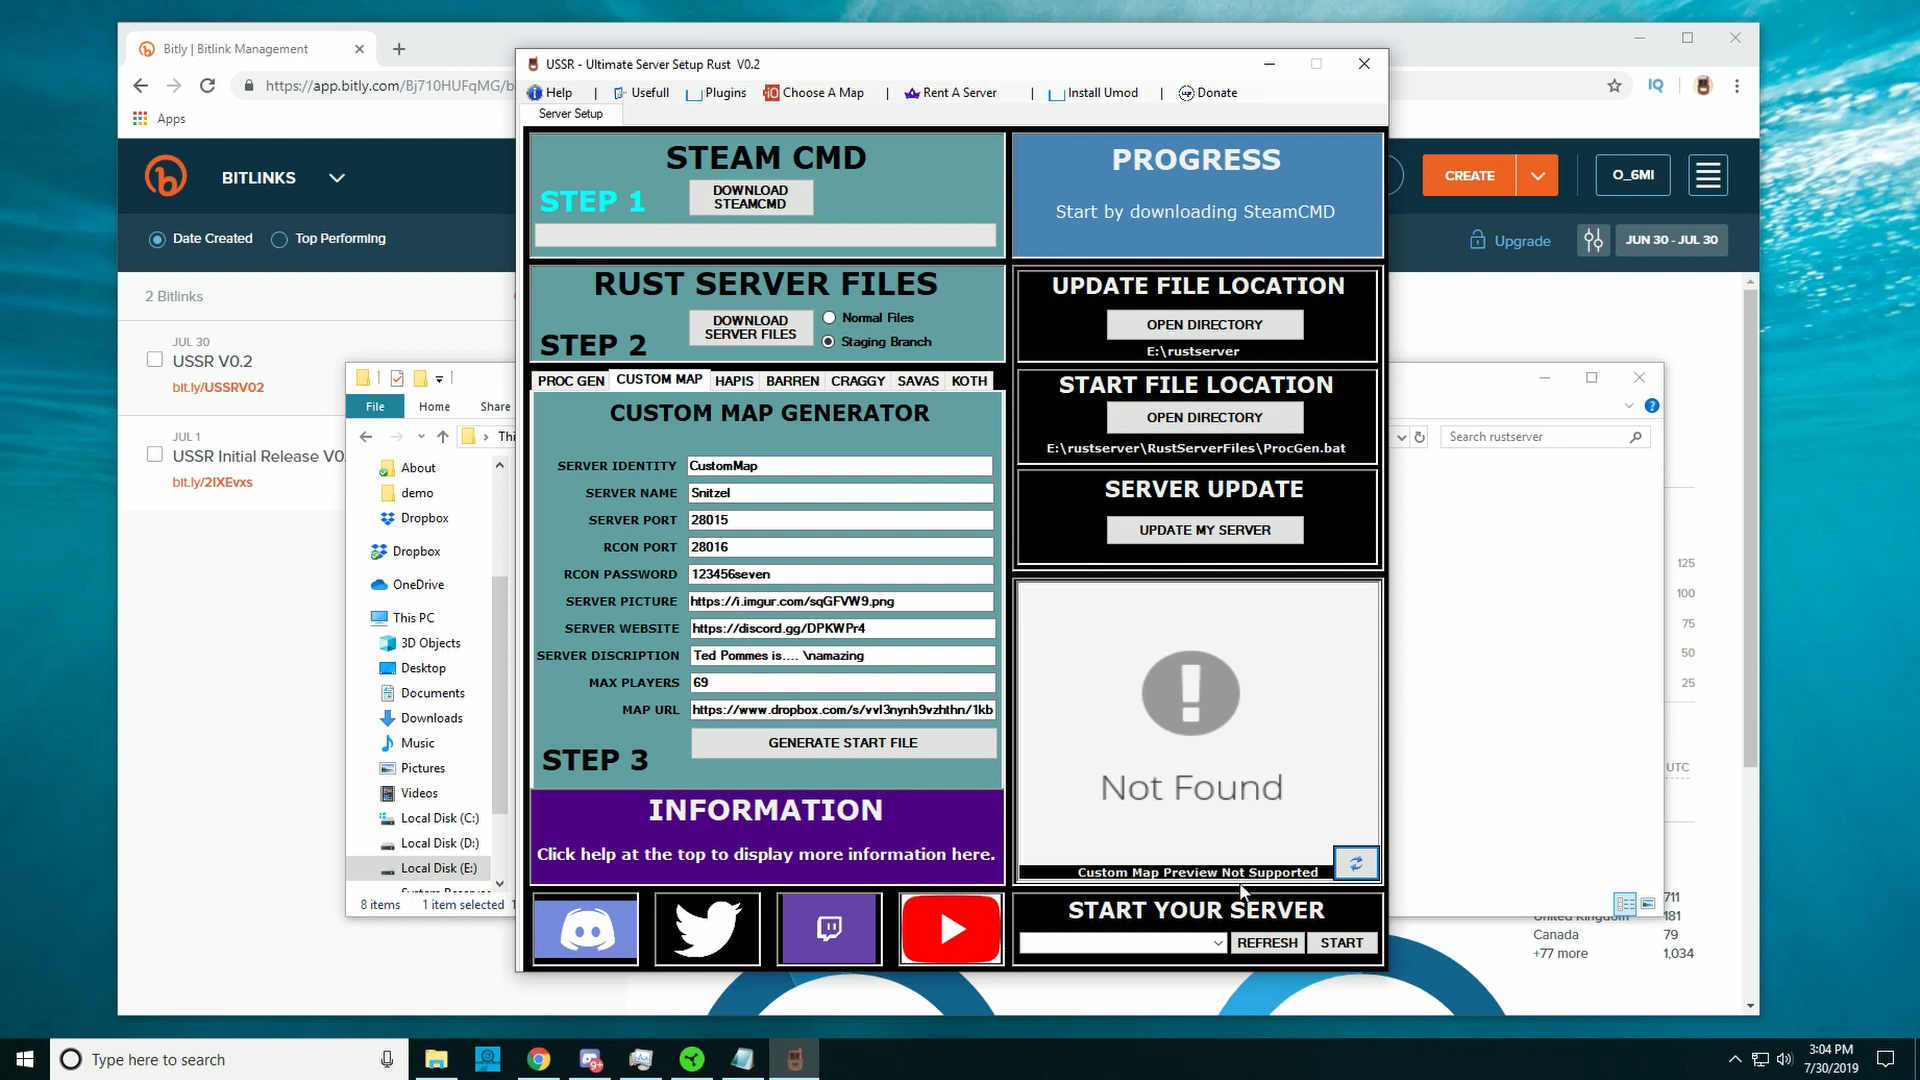 Bitly | Bitlink Management
https://app.bitly.com/Bj710HUFqMG/b
Apps
BITLINKS
CREATE
O_6MI
Date Created
Top Performing
Upgrade
JUN 30 - JUL 30
2 Bitlinks
JUL 30
USSR V0.2
bit.ly/USSRV02
JUL 1
USSR Initial Release V0.
bit.ly/2IXEvxs
125
100
75
50
25
UTC
711
United Kingdom 181
Canada 79
+77 more 1,034
File
Home
Share
Thi
Search rustserver
About
demo
Dropbox
Dropbox
OneDrive
This PC
3D Objects
Desktop
Documents
Downloads
Music
Pictures
Videos
Local Disk (C:)
Local Disk (D:)
Local Disk (E:)
8 items 1 item selected 1
USSR - Ultimate Server Setup Rust V0.2
Help | Usefull Plugins Choose A Map | Rent A Server | Install Umod | Donate
Server Setup
STEAM CMD
STEP 1
DOWNLOAD
STEAMCMD
PROGRESS
Start by downloading SteamCMD
RUST SERVER FILES
STEP 2
DOWNLOAD
SERVER FILES
Normal Files
Staging Branch
UPDATE FILE LOCATION
OPEN DIRECTORY
E:\rustserver
START FILE LOCATION
OPEN DIRECTORY
E:\rustserver\RustServerFiles\ProcGen.bat
SERVER UPDATE
UPDATE MY SERVER
PROC GEN CUSTOM MAP HAPIS BARREN CRAGGY SAVAS KOTH
CUSTOM MAP GENERATOR
SERVER IDENTITY CustomMap
SERVER NAME Snitzel
SERVER PORT 28015
RCON PORT 28016
RCON PASSWORD 123456seven
SERVER PICTURE https://i.imgur.com/sqGFVW9.png
SERVER WEBSITE https://discord.gg/DPKWPr4
SERVER DISCRIPTION Ted Pommes is.... \namazing
MAX PLAYERS 69
MAP URL https://www.dropbox.com/s/vvl3nynh9vzhthn/1kb
STEP 3
GENERATE START FILE
Not Found
Custom Map Preview Not Supported
INFORMATION
Click help at the top to display more information here.
START YOUR SERVER
REFRESH
START
Type here to search
9+
3:04 PM
7/30/2019